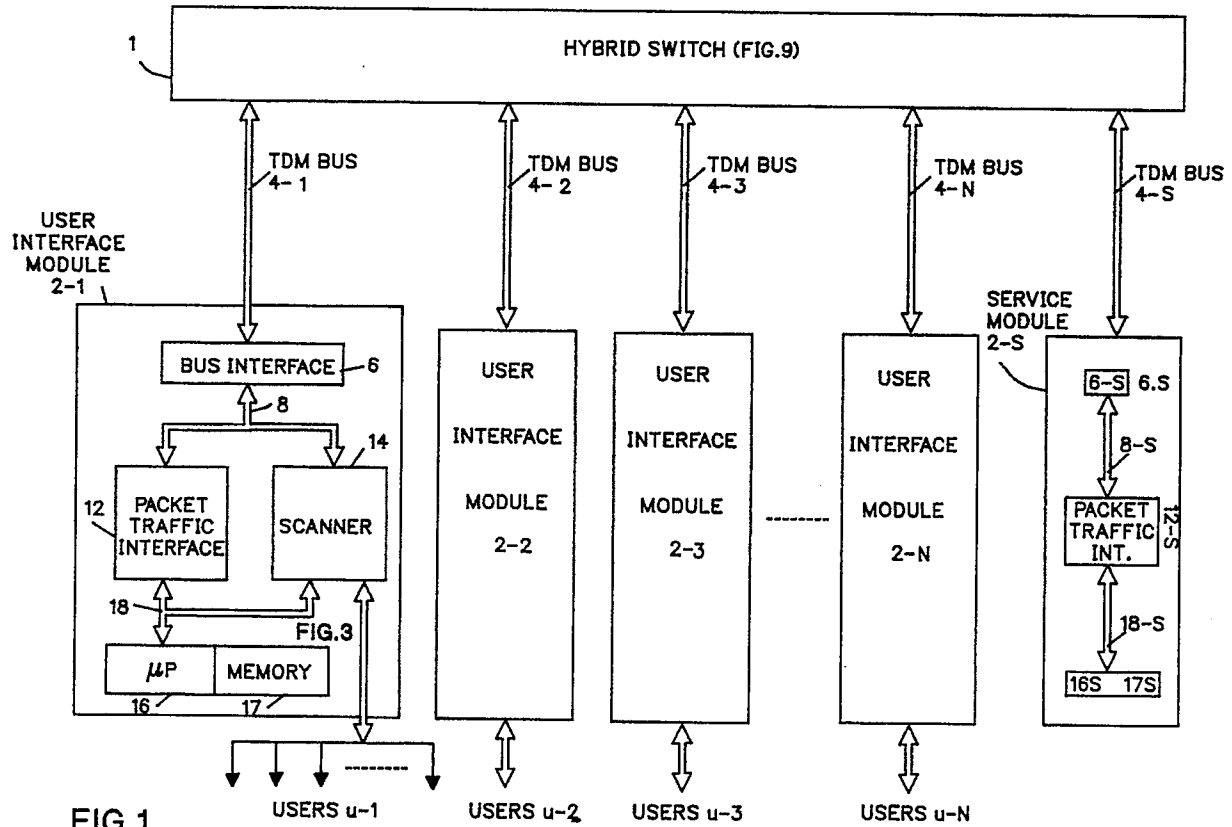 1
HYBRID SWITCH (FIG.9)
TDM BUS
4-1
TDM BUS
4-2
TDM BUS
4-3
TDM BUS
4-N
TDM BUS
4-S
USER
INTERFACE
MODULE
2-1
BUS INTERFACE
6
8
14
12
PACKET
TRAFFIC
INTERFACE
SCANNER
18
FIG.3
μP
MEMORY
16
17
USERS u-1
USER
INTERFACE
MODULE
2-2
USERS u-2
USER
INTERFACE
MODULE
2-3
USERS u-3
USER
INTERFACE
MODULE
2-N
USERS u-N
SERVICE
MODULE
2-S
6-S
6.S
8-S
PACKET
TRAFFIC
INT.
12-S
18-S
16S 17S
FIG.1